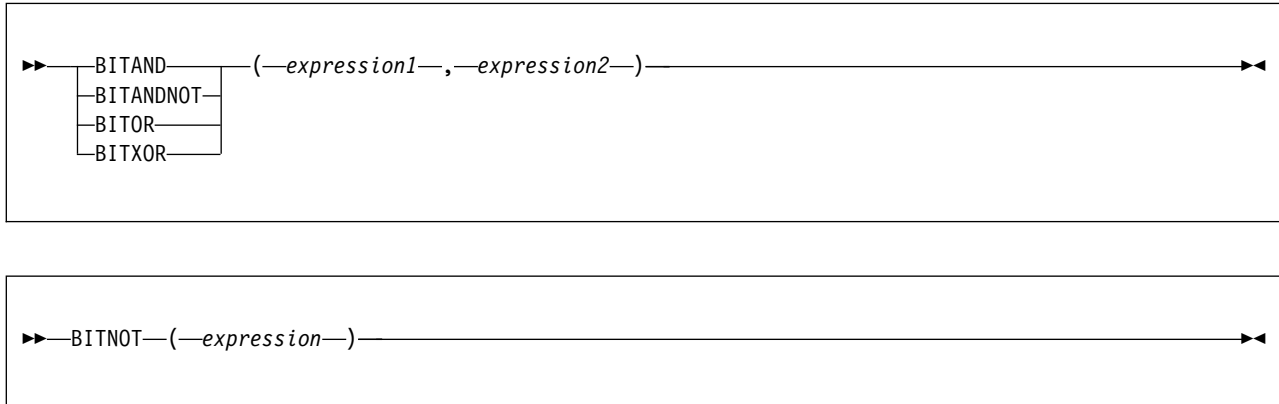 ►►—BITAND—(—expression1—,—expression2—)—►◄
BITANDNOT
BITOR
BITXOR
►►—BITNOT—(—expression—)—►◄